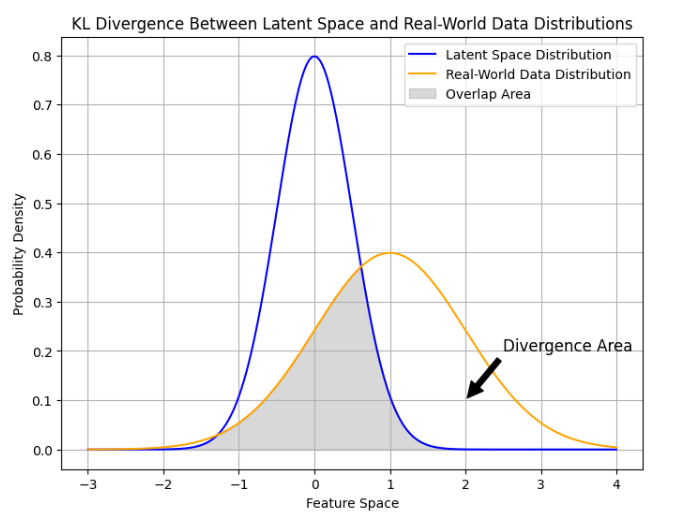 KL Divergence Between Latent Space and Real-World Data Distributions
Latent Space Distribution
Real-World Data Distribution
Overlap Area
Divergence Area
Probability Density
0.8
0.7
0.6
0.5
0.4
0.3
0.2
0.1
0.0
−3 −2 −1 0 1 2 3 4
Feature Space